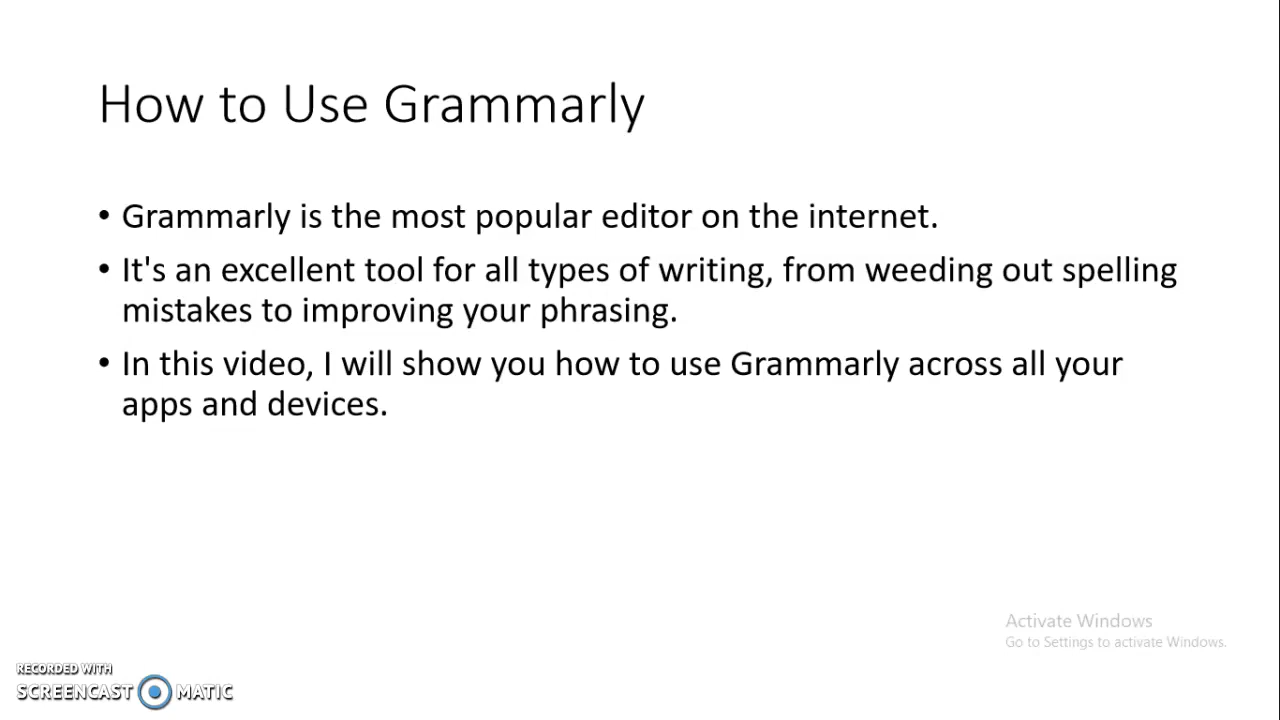 How to Use Grammarly
• Grammarly is the most popular editor on the internet.
• It's an excellent tool for all types of writing, from weeding out spelling
mistakes to improving your phrasing.
• In this video, I will show you how to use Grammarly across all your
apps and devices.
Activate Windows
Go to Settings to activate Windows.
RECORDED WITH
SCREENCAST MATIC